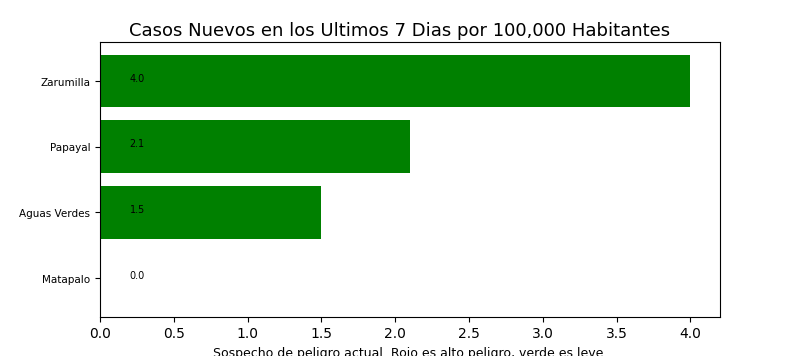 Casos Nuevos en los Ultimos 7 Dias por 100,000 Habitantes
Zarumilla 4.0
Papayal 2.1
Aguas Verdes 1.5
Matapalo 0.0
0.0 0.5 1.0 1.5 2.0 2.5 3.0 3.5 4.0
Sospecho de peligro actual. Rojo es alto peligro, verde es leve